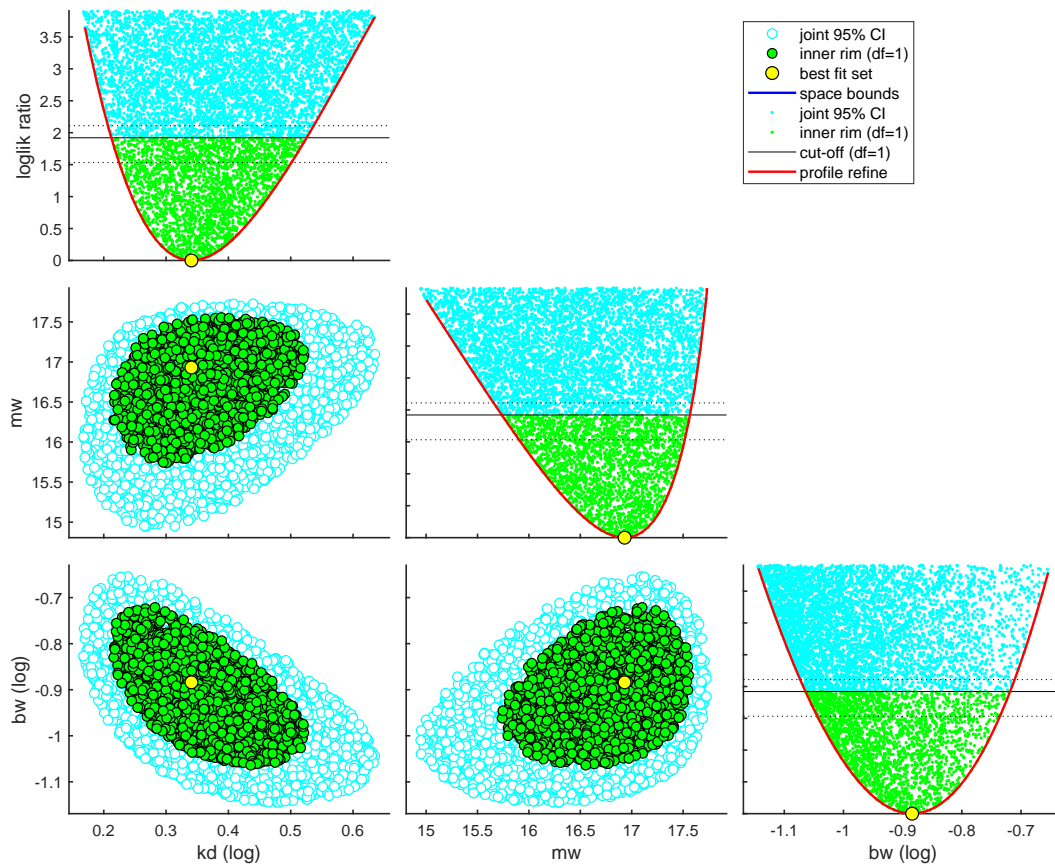 joint 95% CI
inner rim (df=1)
best fit set
space bounds
joint 95% CI
inner rim (df=1)
cut-off (df=1)
profile refine
loglik ratio
3.5
3
2.5
2
1.5
1
0.5
0
mw
17.5
17
16.5
16
15.5
15
bw (log)
-0.7
-0.8
-0.9
-1
-1.1
0.2 0.3 0.4 0.5 0.6
kd (log)
15 15.5 16 16.5 17 17.5
mw
-1.1 -1 -0.9 -0.8 -0.7
bw (log)